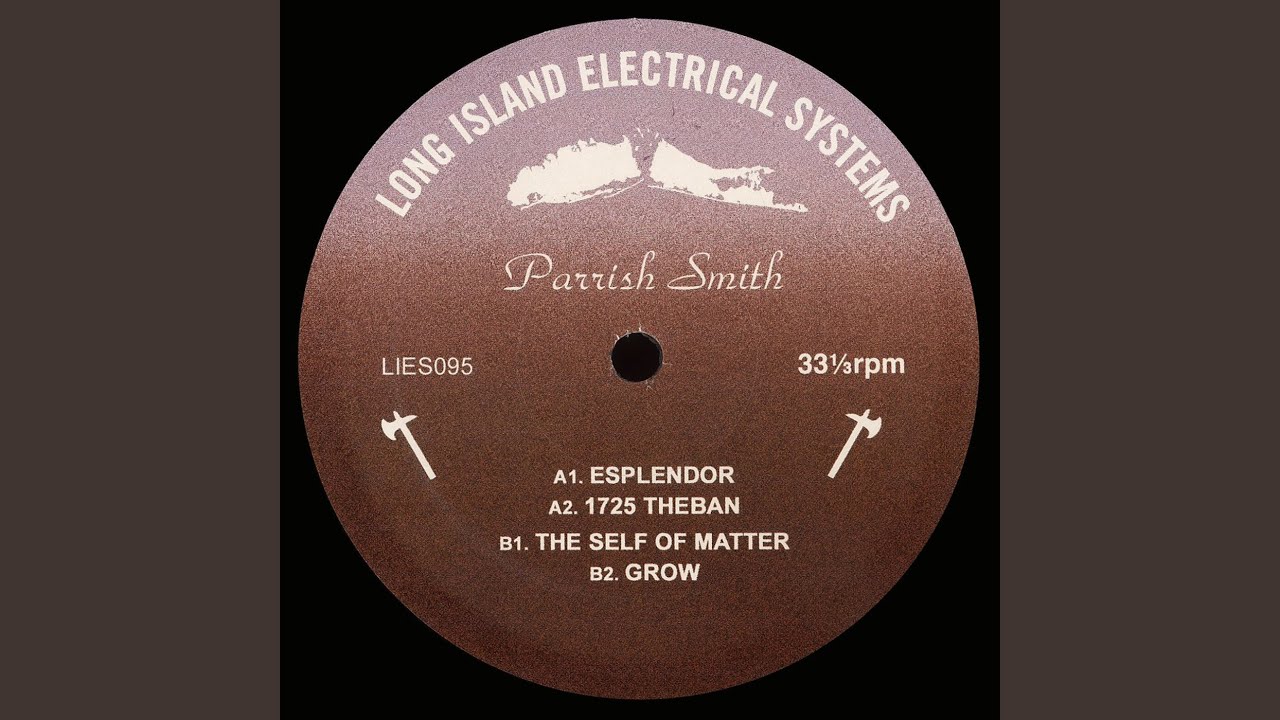 LONG ISLAND ELECTRICAL SYSTEMS
Parrish Smith
LIES095
33⅓rpm
A1. ESPLENDOR
A2. 1725 THEBAN
B1. THE SELF OF MATTER
B2. GROW